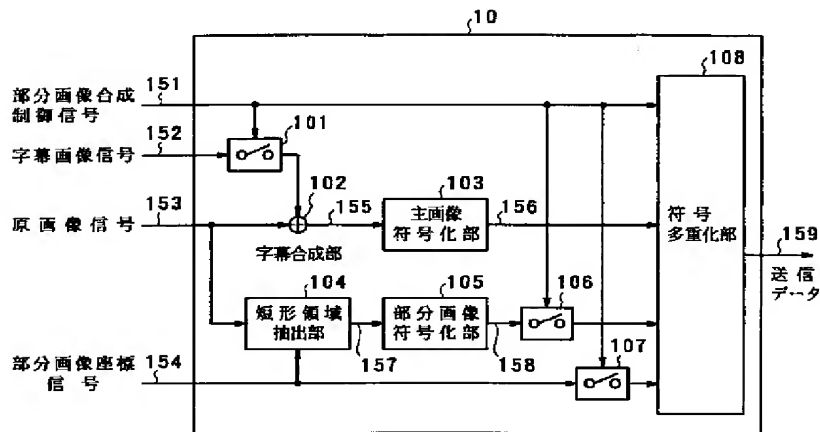 10
108
151
部分画像合成
制御信号
101
152
字幕画像信号
102
155
103
156
153
原画像信号
主画像
符号化部
符号
多重化部
字幕合成部
159
送信
データ
104
105
106
短形領域
抽出部
部分画像
符号化部
157
158
107
部分画像座標
信号
154